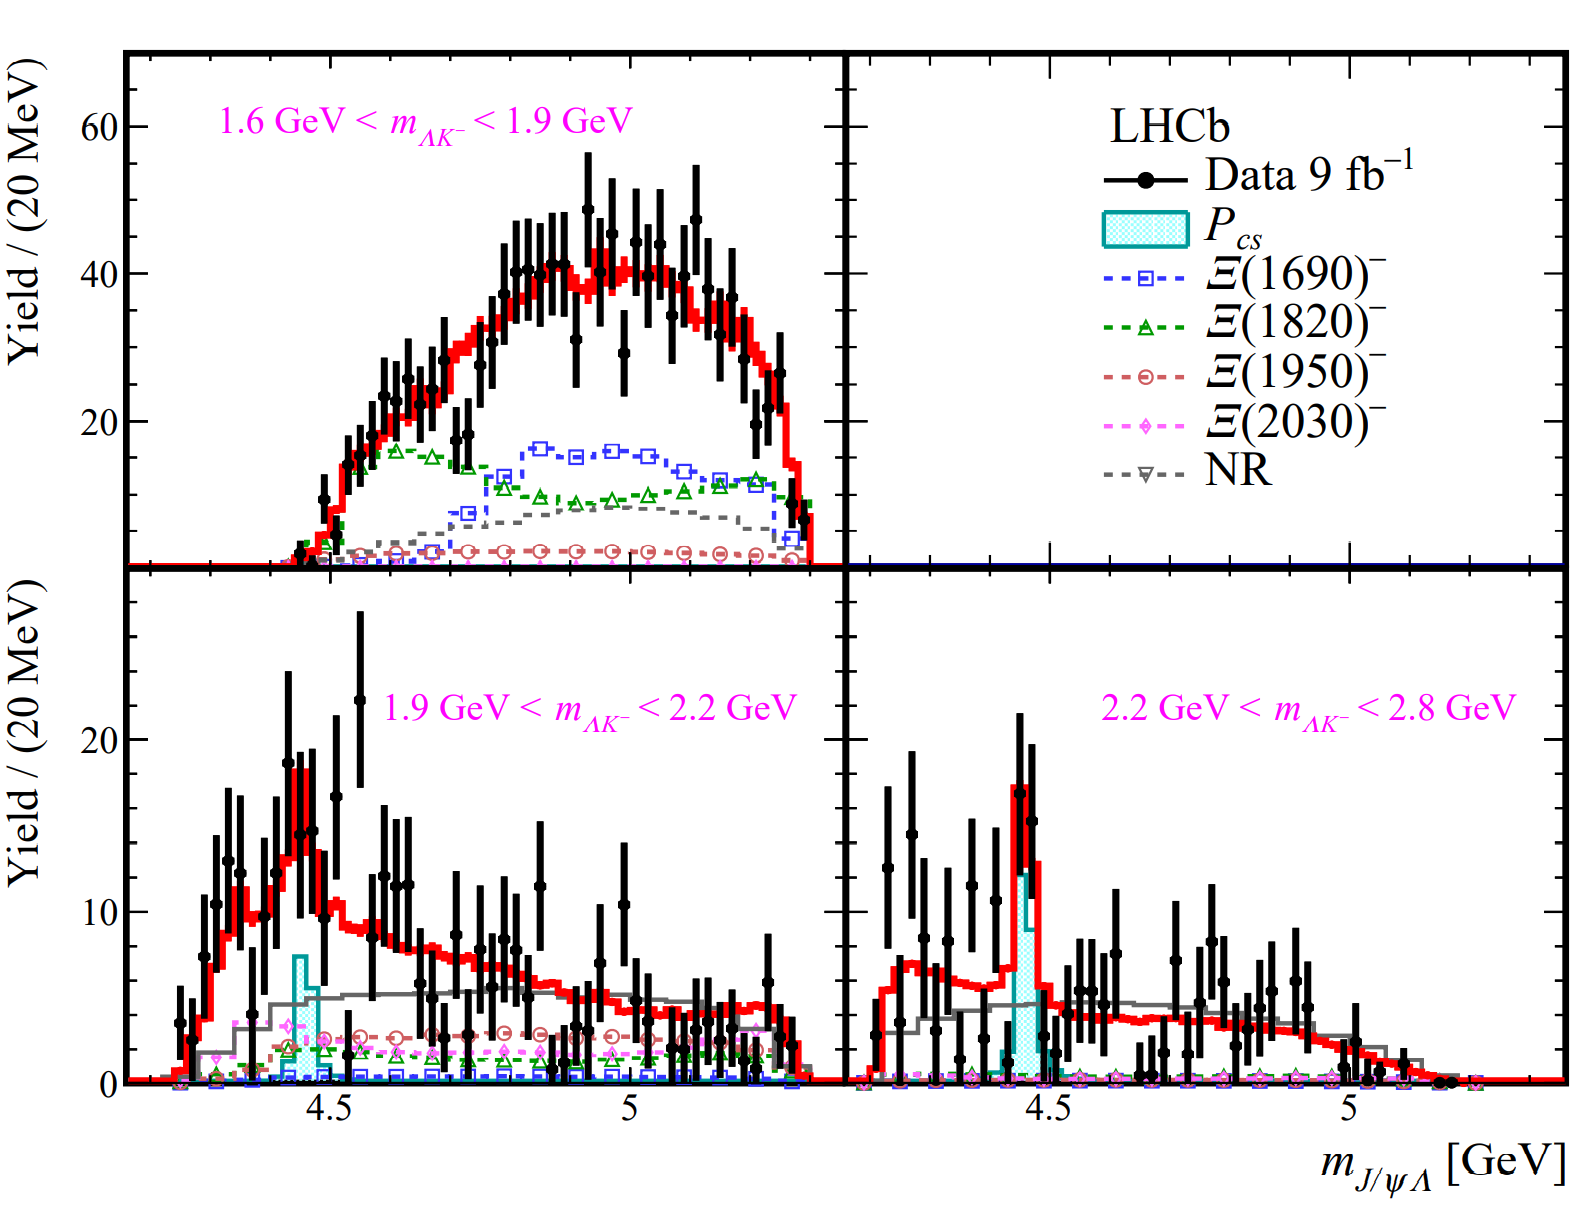 Yield / (20 MeV)
60
40
20
1.6 GeV < m_ΛK⁻ < 1.9 GeV
LHCb
Data 9 fb⁻¹
P_cs
Ξ(1690)⁻
Ξ(1820)⁻
Ξ(1950)⁻
Ξ(2030)⁻
NR
Yield / (20 MeV)
20
10
0
1.9 GeV < m_ΛK⁻ < 2.2 GeV
2.2 GeV < m_ΛK⁻ < 2.8 GeV
4.5 5 4.5 5
m_J/ψΛ [GeV]